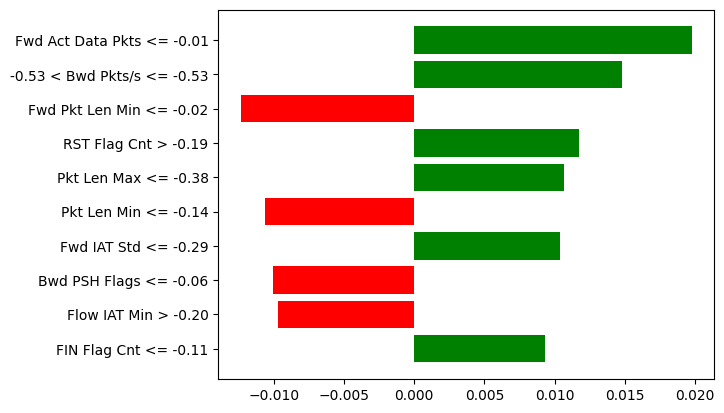 Fwd Act Data Pkts <= -0.01
-0.53 < Bwd Pkts/s <= -0.53
Fwd Pkt Len Min <= -0.02
RST Flag Cnt > -0.19
Pkt Len Max <= -0.38
Pkt Len Min <= -0.14
Fwd IAT Std <= -0.29
Bwd PSH Flags <= -0.06
Flow IAT Min > -0.20
FIN Flag Cnt <= -0.11
−0.010 −0.005 0.000 0.005 0.010 0.015 0.020